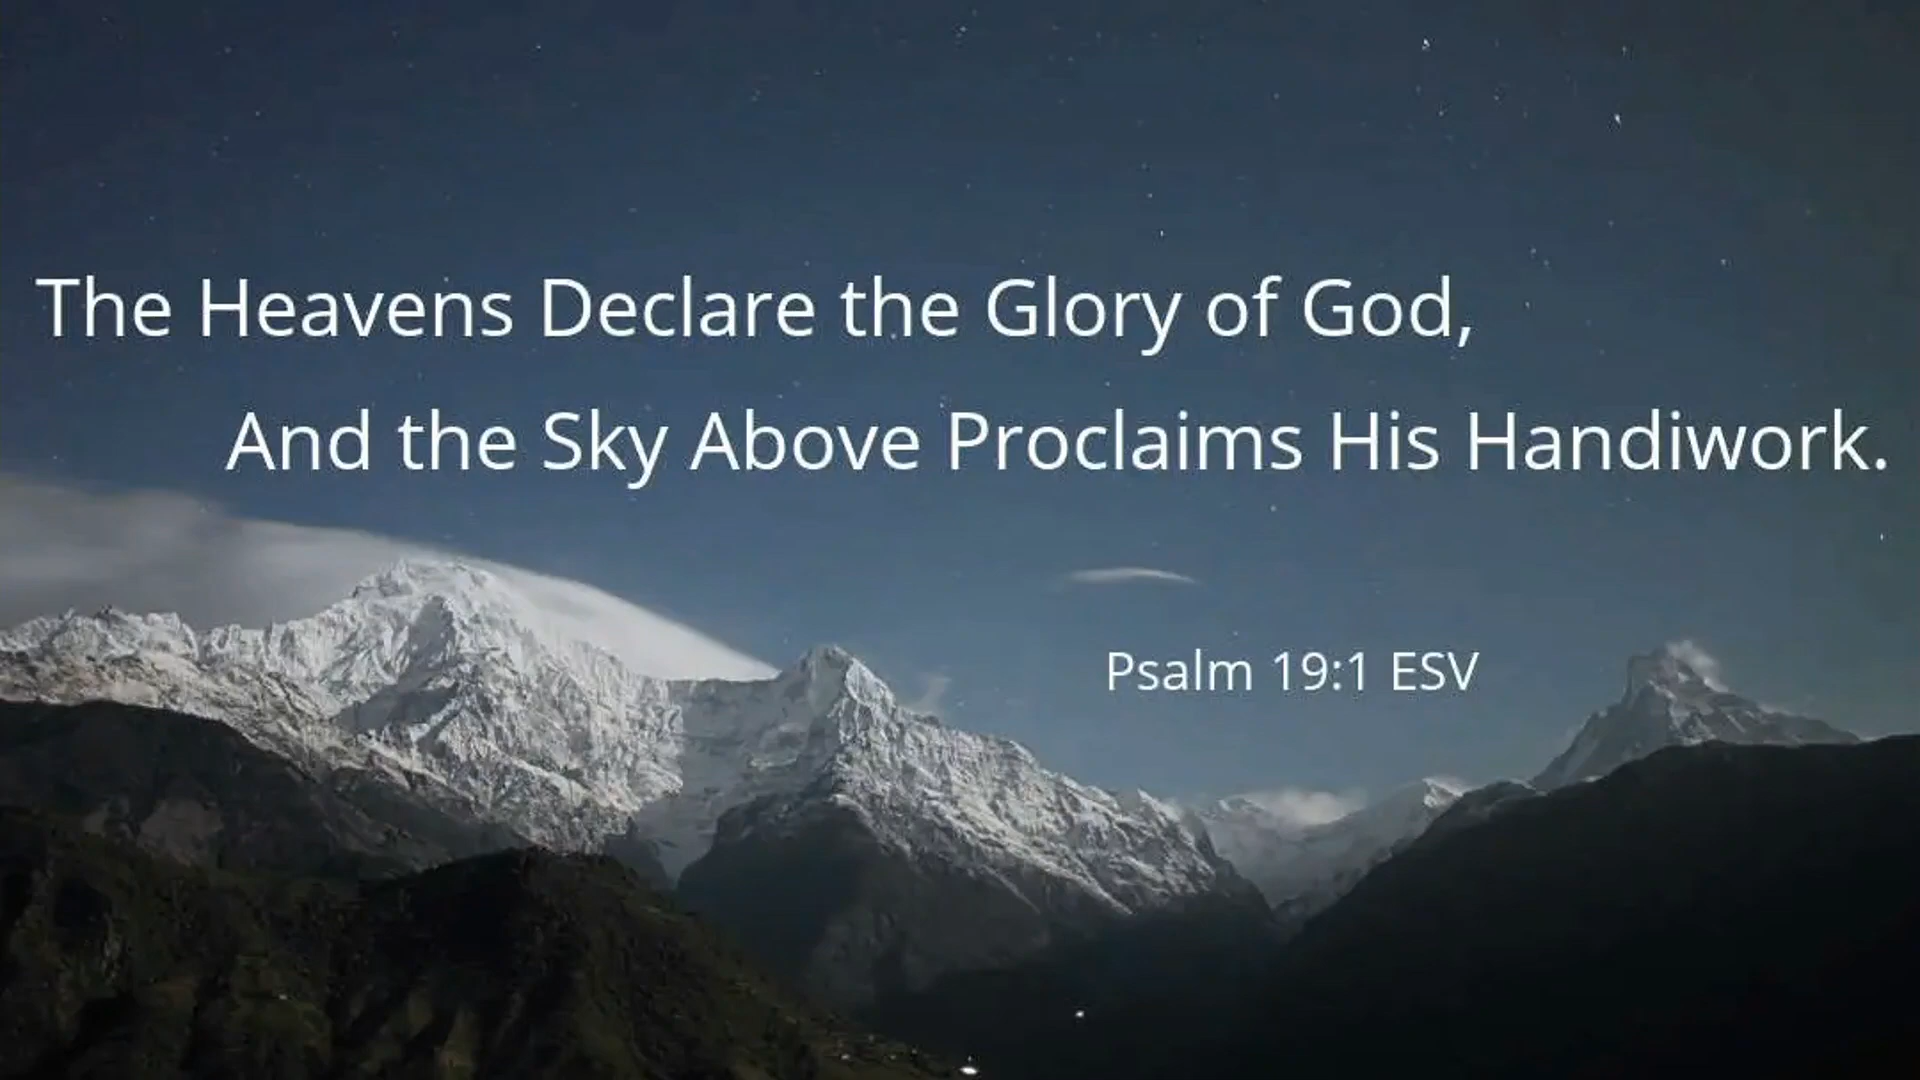 The Heavens Declare the Glory of God,
And the Sky Above Proclaims His Handiwork.
Psalm 19:1 ESV